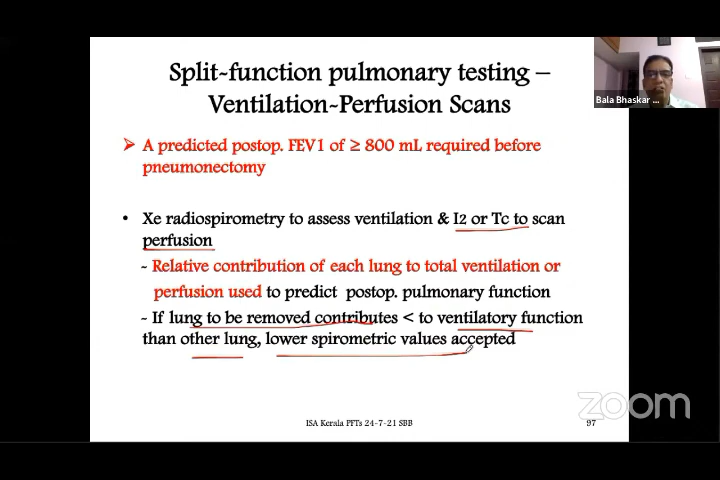 Split-function pulmonary testing –
Ventilation-Perfusion Scans
Bala Bhaskar ...
➢ A predicted postop. FEV1 of ≥ 800 mL required before
pneumonectomy
• Xe radiospirometry to assess ventilation & I2 or Tc to scan
perfusion
- Relative contribution of each lung to total ventilation or
perfusion used to predict postop. pulmonary function
- If lung to be removed contributes < to ventilatory function
than other lung, lower spirometric values accepted
zoom
ISA Kerala PFTs 24-7-21 SBB
97